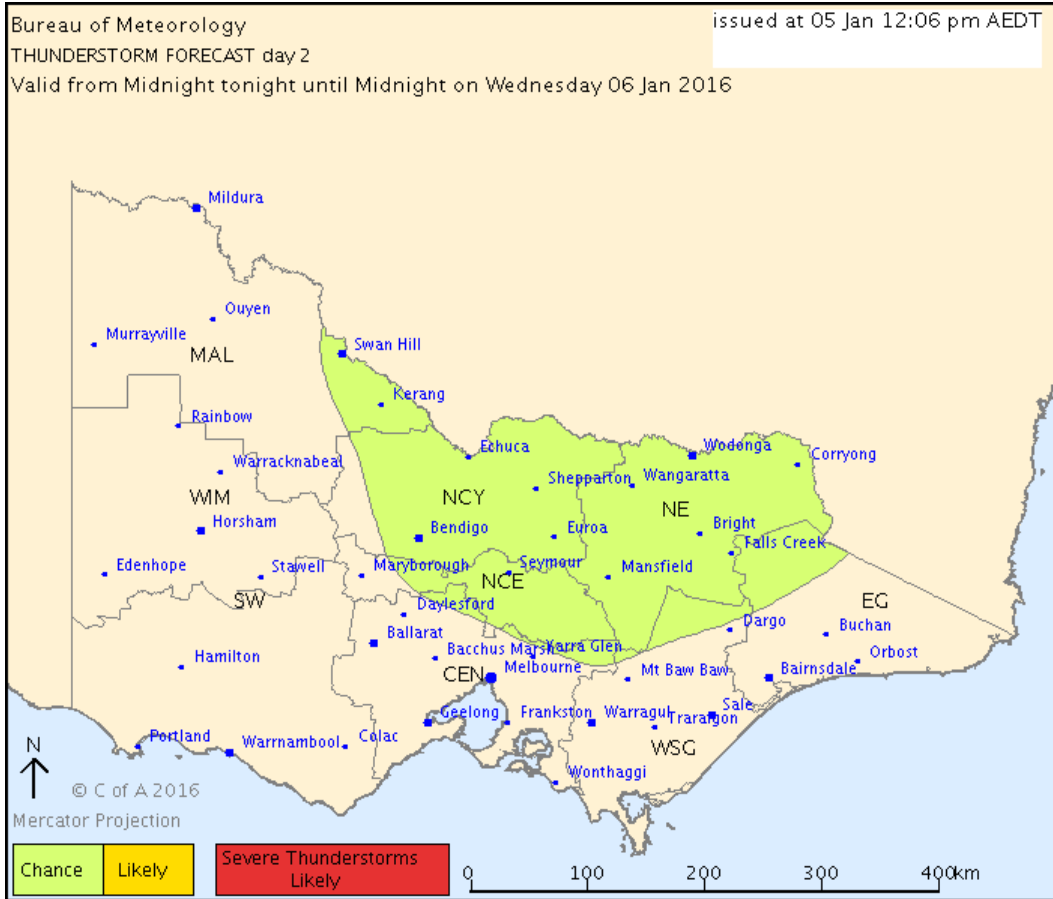 Bureau of Meteorology
issued at 05 Jan 12:06 pm AEDT
THUNDERSTORM FORECAST day 2
Valid from Midnight tonight until Midnight on Wednesday 06 Jan 2016
Mildura
Ouyen
Murrayville
MAL
Swan Hill
Kerang
Rainbow
Echuca
Wodonga
Corryong
Warracknabeal
Shepparton
Wangaratta
WIM
NCY
NE
Horsham
Bendigo
Euroa
Bright
Falls Creek
Edenhope
Stawell
Maryborough
NCE
Seymour
Mansfield
SW
EG
Daylesford
Dargo
Buchan
Ballarat
Bacchus Marsh
Yarra Glen
Orbost
Hamilton
CEN
Melbourne
Mt Baw Baw
Bairnsdale
Geelong
Frankston
Warragul
Traralgon
Sale
Portland
Warrnambool
Colac
WSG
N
Wonthaggi
© C of A 2016
Mercator Projection
Chance
Likely
Severe Thunderstorms
Likely
0
100
200
300
400km